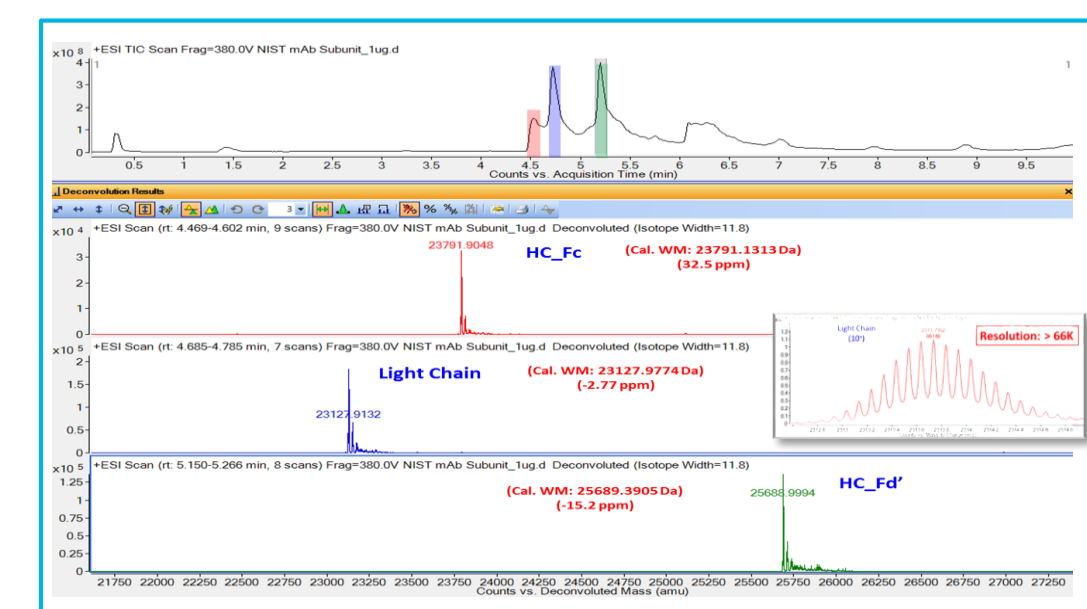 +ESI TIC Scan Frag=380.0V NIST mAb Subunit_1ug.d
x10 8
4
3
2
1
0
1
1
0.5 1 1.5 2 2.5 3 3.5 4 4.5 5 5.5 6 6.5 7 7.5 8 8.5 9 9.5
Counts vs. Acquisition Time (min)
Deconvolution Results
3
+ESI Scan (rt: 4.469-4.602 min, 9 scans) Frag=380.0V NIST mAb Subunit_1ug.d Deconvoluted (Isotope Width=11.8)
x10 4
3
2
1
0
23791.9048
HC_Fc
(Cal. WM: 23791.1313 Da)
(32.5 ppm)
+ESI Scan (rt: 4.685-4.785 min, 7 scans) Frag=380.0V NIST mAb Subunit_1ug.d Deconvoluted (Isotope Width=11.8)
x10 5
2
1.5
1
0.5
0
Light Chain
(Cal. WM: 23127.9774 Da)
(-2.77 ppm)
23127.9132
Light Chain
Resolution: > 66K
+ESI Scan (rt: 5.150-5.266 min, 8 scans) Frag=380.0V NIST mAb Subunit_1ug.d Deconvoluted (Isotope Width=11.8)
x10 5
1.25
1
0.75
0.5
0.25
0
(Cal. WM: 25689.3905 Da)
(-15.2 ppm)
25688.9994
HC_Fd'
21750 22000 22250 22500 22750 23000 23250 23500 23750 24000 24250 24500 24750 25000 25250 25500 25750 26000 26250 26500 26750 27000 27250
Counts vs. Deconvoluted Mass (amu)